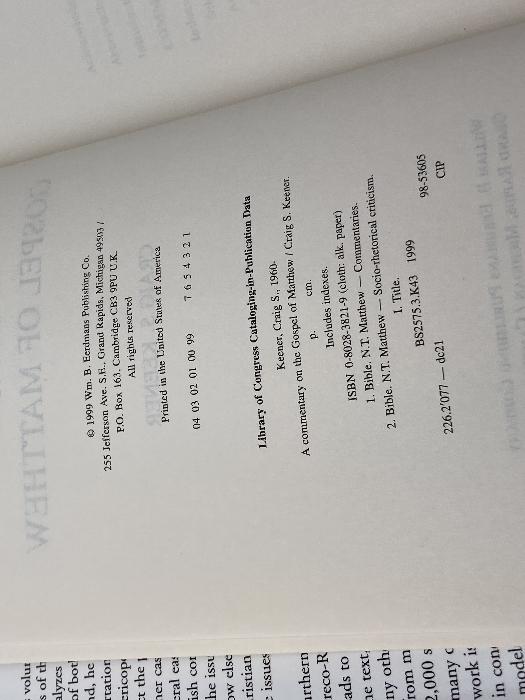 © 1999 Wm. B. Eerdmans Publishing Co.
255 Jefferson Ave. S.E., Grand Rapids, Michigan 49503 /
P.O. Box 163, Cambridge CB3 9PU U.K.
All rights reserved
Printed in the United States of America
04 03 02 01 00 99 7 6 5 4 3 2 1
Library of Congress Cataloging-in-Publication Data
Keener, Craig S., 1960-
A commentary on the Gospel of Matthew / Craig S. Keener.
p. cm.
Includes indexes.
ISBN 0-8028-3821-9 (cloth: alk. paper)
1. Bible. N.T. Matthew — Commentaries.
2. Bible. N.T. Matthew — Socio-rhetorical criticism.
I. Title.
BS2575.3.K43 1999
226.2'077 — dc21 98-53605
CIP
GOSPEL OF MATTHEW